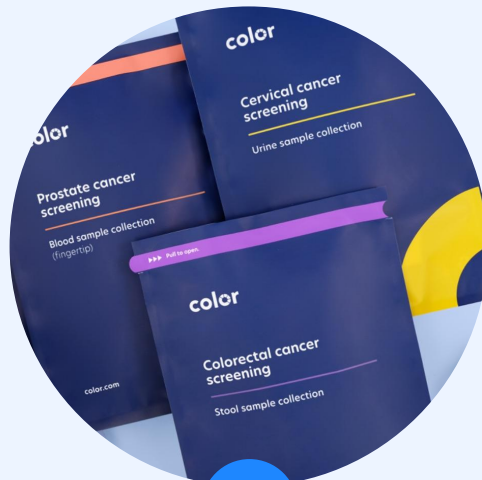 color
Cervical cancer
screening
Urine sample collection
color
Prostate cancer
screening
Blood sample collection
(fingertip)
color.com
Pull to open.
color
Colorectal cancer
screening
Stool sample collection